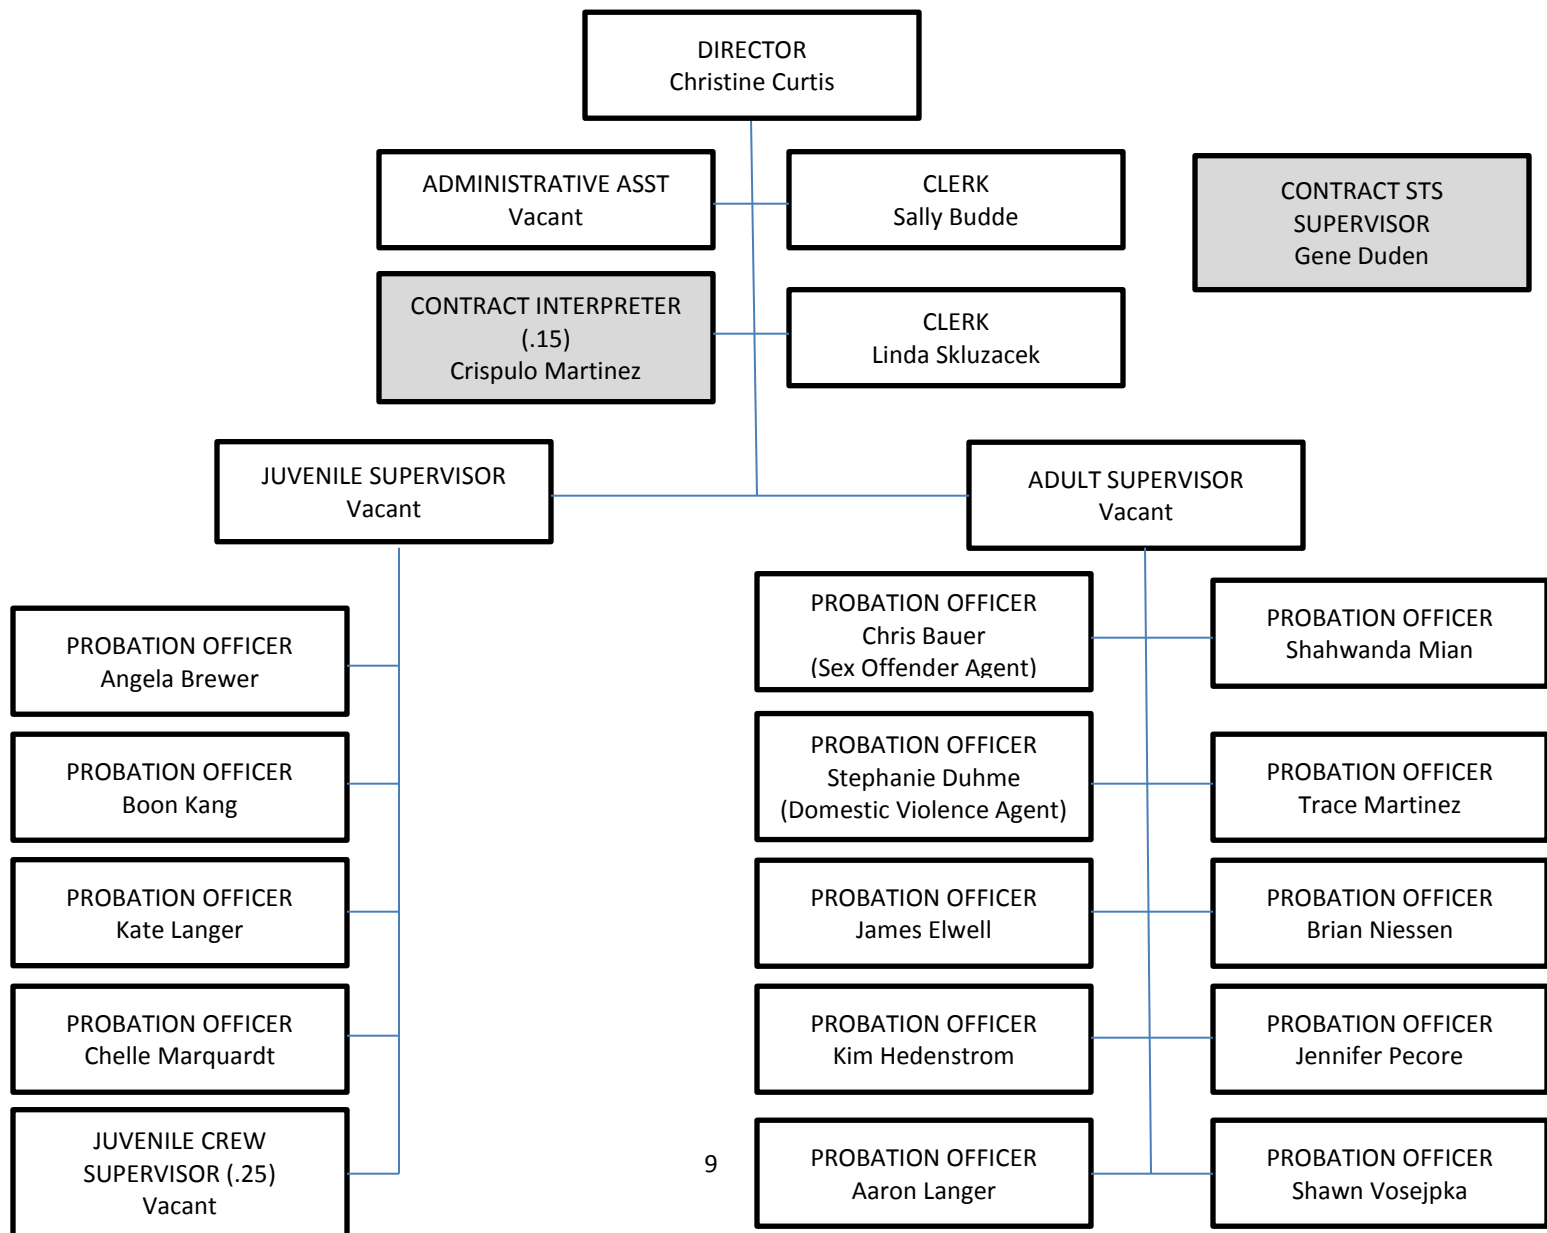 DIRECTOR
Christine Curtis
ADMINISTRATIVE ASST
Vacant
CLERK
Sally Budde
CONTRACT STS
SUPERVISOR
Gene Duden
CONTRACT INTERPRETER
(.15)
Crispulo Martinez
CLERK
Linda Skluzacek
JUVENILE SUPERVISOR
Vacant
ADULT SUPERVISOR
Vacant
PROBATION OFFICER
Angela Brewer
PROBATION OFFICER
Boon Kang
PROBATION OFFICER
Kate Langer
PROBATION OFFICER
Chelle Marquardt
JUVENILE CREW
SUPERVISOR (.25)
Vacant
PROBATION OFFICER
Chris Bauer
(Sex Offender Agent)
PROBATION OFFICER
Shahwanda Mian
PROBATION OFFICER
Stephanie Duhme
(Domestic Violence Agent)
PROBATION OFFICER
Trace Martinez
PROBATION OFFICER
James Elwell
PROBATION OFFICER
Brian Niessen
PROBATION OFFICER
Kim Hedenstrom
PROBATION OFFICER
Jennifer Pecore
PROBATION OFFICER
Aaron Langer
PROBATION OFFICER
Shawn Vosejpka
9